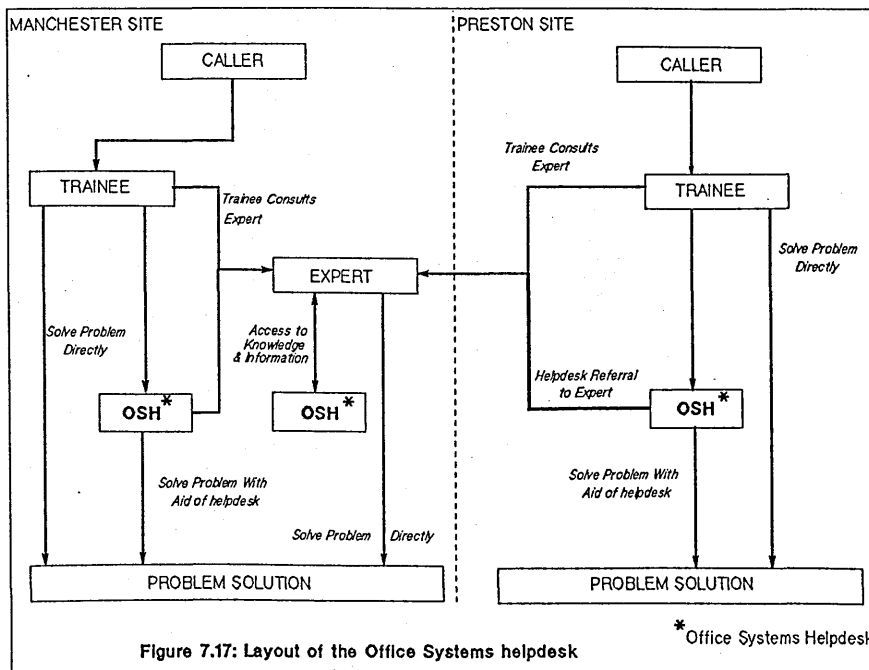 MANCHESTER SITE
CALLER
TRAINEE
Trainee Consults
Expert
EXPERT
Solve Problem
Directly
Access to
Knowledge
& Information
OSH*
OSH*
Solve Problem With
Aid of helpdesk
Solve Problem Directly
PROBLEM SOLUTION
PRESTON SITE
CALLER
Trainee Consults
Expert
TRAINEE
Solve Problem
Directly
Helpdesk Referral
to Expert
OSH*
Solve Problem With
Aid of helpdesk
PROBLEM SOLUTION
*Office Systems Helpdesk
Figure 7.17: Layout of the Office Systems helpdesk